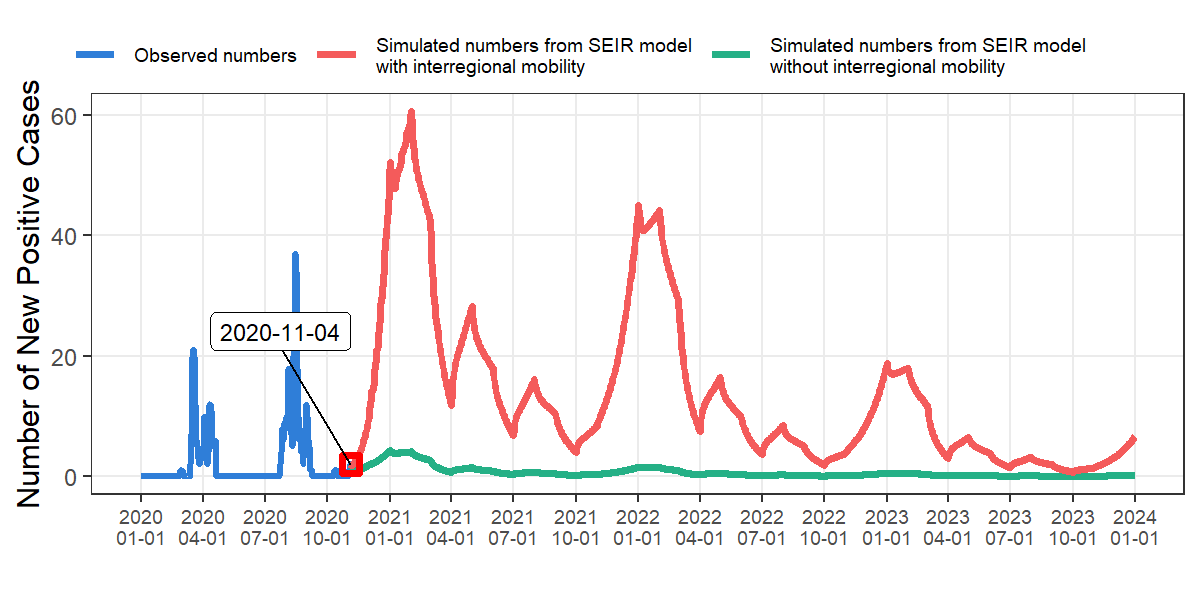 Observed numbers
Simulated numbers from SEIR model
with interregional mobility
Simulated numbers from SEIR model
without interregional mobility
Number of New Positive Cases
60
40
20
0
2020-11-04
2020 2020 2020 2020 2021 2021 2021 2021 2022 2022 2022 2022 2023 2023 2023 2023 2024
01-01 04-01 07-01 10-01 01-01 04-01 07-01 10-01 01-01 04-01 07-01 10-01 01-01 04-01 07-01 10-01 01-01